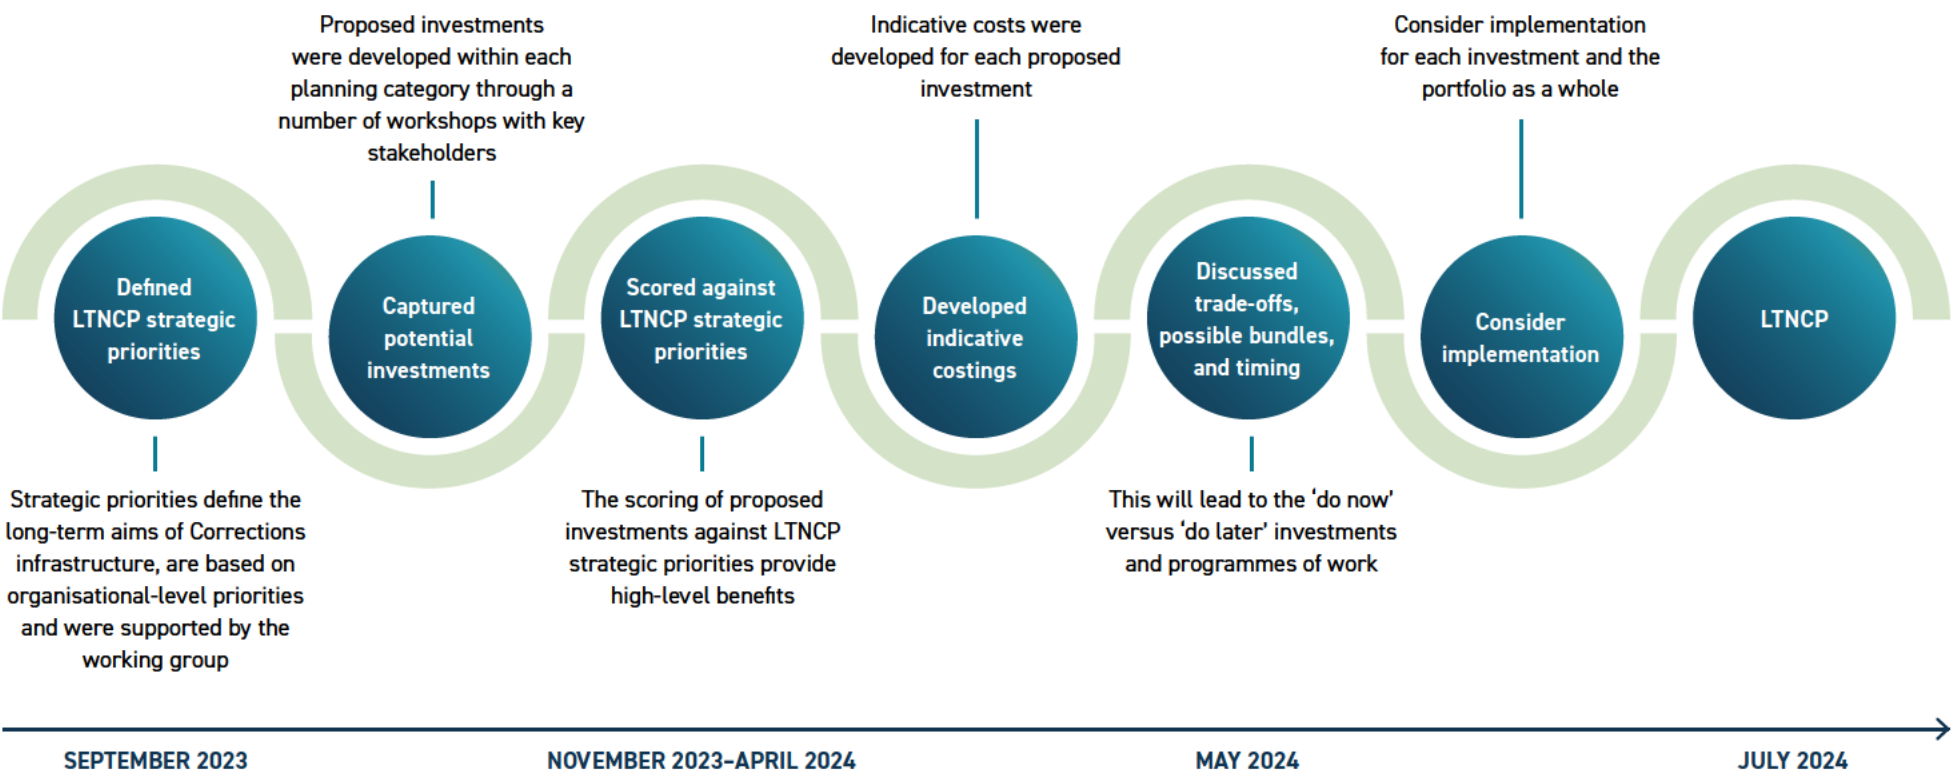 Proposed investments
were developed within each
planning category through a
number of workshops with key
stakeholders
Indicative costs were
developed for each proposed
investment
Consider implementation
for each investment and the
portfolio as a whole
Defined
LTNCP strategic
priorities
Captured
potential
investments
Scored against
LTNCP strategic
priorities
Developed
indicative
costings
Discussed
trade-offs,
possible bundles,
and timing
Consider
implementation
LTNCP
Strategic priorities define the
long-term aims of Corrections
infrastructure, are based on
organisational-level priorities
and were supported by the
working group
The scoring of proposed
investments against LTNCP
strategic priorities provide
high-level benefits
This will lead to the ‘do now’
versus ‘do later’ investments
and programmes of work
SEPTEMBER 2023
NOVEMBER 2023–APRIL 2024
MAY 2024
JULY 2024